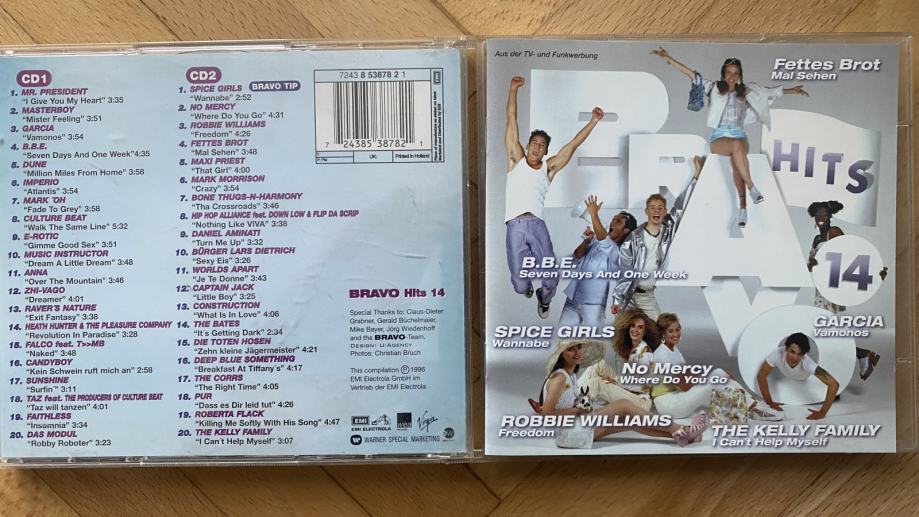 CD1
1. MR. PRESIDENT
"I Give You My Heart" 3:35
2. MASTERBOY
"Mister Feeling" 3:51
3. GARCIA
"Vamonos" 3:54
4. B.B.E.
"Seven Days And One Week"4:35
5. DUNE
"Million Miles From Home" 3:58
6. IMPERIO
"Atlantis" 3:54
7. MARK 'OH
"Fade To Grey" 3:58
8. CULTURE BEAT
"Walk The Same Line" 5:32
9. E-ROTIC
"Gimme Good Sex" 3:51
10. MUSIC INSTRUCTOR
"Dream A Little Dream" 3:48
11. ANNA
"Over The Mountain" 3:46
12. ZHI-VAGO
"Dreamer" 4:01
13. RAVER'S NATURE
"Exit Fantasy" 3:38
14. HEATH HUNTER & THE PLEASURE COMPANY
"Revolution In Paradise" 3:28
15. FALCO feat. T>>MB
"Naked" 3:48
16. CANDYBOY
"Kein Schwein ruft mich an" 2:58
17. SUNSHINE
"Surfin'" 3:11
18. TAZ feat. THE PRODUCERS OF CULTURE BEAT
"Taz will tanzen" 4:01
19. FAITHLESS
"Insomnia" 3:34
20. DAS MODUL
"Robby Roboter" 3:23
CD2
1. SPICE GIRLS BRAVO TIP
"Wannabe" 2:52
2. NO MERCY
"Where Do You Go" 4:31
3. ROBBIE WILLIAMS
"Freedom" 4:26
4. FETTES BROT
"Mal Sehen" 3:48
5. MAXI PRIEST
"That Girl" 4:00
6. MARK MORRISON
"Crazy" 3:54
7. BONE THUGS-N-HARMONY
"Tha Crossroads" 3:46
8. HIP HOP ALLIANCE feat. DOWN LOW & FLIP DA SCRIP
"Nothing Like VIVA" 3:38
9. DANIEL AMINATI
"Turn Me Up" 3:32
10. BÜRGER LARS DIETRICH
"Sexy Eis" 3:26
11. WORLDS APART
"Je Te Donne" 3:43
12. CAPTAIN JACK
"Little Boy" 3:25
13. CONSTRUCTION
"What Is In Love" 4:06
14. THE BATES
"It's Getting Dark" 2:34
15. DIE TOTEN HOSEN
"Zehn kleine Jägermeister" 4:21
16. DEEP BLUE SOMETHING
"Breakfast At Tiffany's" 4:17
17. THE CORRS
"The Right Time" 4:05
18. PUR
"Dass es Dir leid tut" 4:26
19. ROBERTA FLACK
"Killing Me Softly With His Song" 4:47
20. THE KELLY FAMILY
"I Can't Help Myself" 3:07
7243 8 53878 2 1
7 24385 38782 1
UK:
Printed in Holland
BRAVO Hits 14
Special Thanks to: Claus-Dieter
Grabner, Gerald Büchelmaier,
Mike Bayer, Jörg Wiedenhoft
and the BRAVO-Team.
DESIGN: U-AGENCY
Photos: Christian Bruch
This compilation Ⓟ 1996
EMI Electrola GmbH im
Vertrieb der EMI Electrola
EMI
EMI ELECTROLA
Virgin
WARNER SPECIAL MARKETING
Aus der TV- und Funkwerbung
Fettes Brot
Mal Sehen
BRAVO
HITS
14
B.B.E.
Seven Days And One Week
GARCIA
Vamonos
SPICE GIRLS
Wannabe
No Mercy
Where Do You Go
ROBBIE WILLIAMS
Freedom
THE KELLY FAMILY
I Can't Help Myself